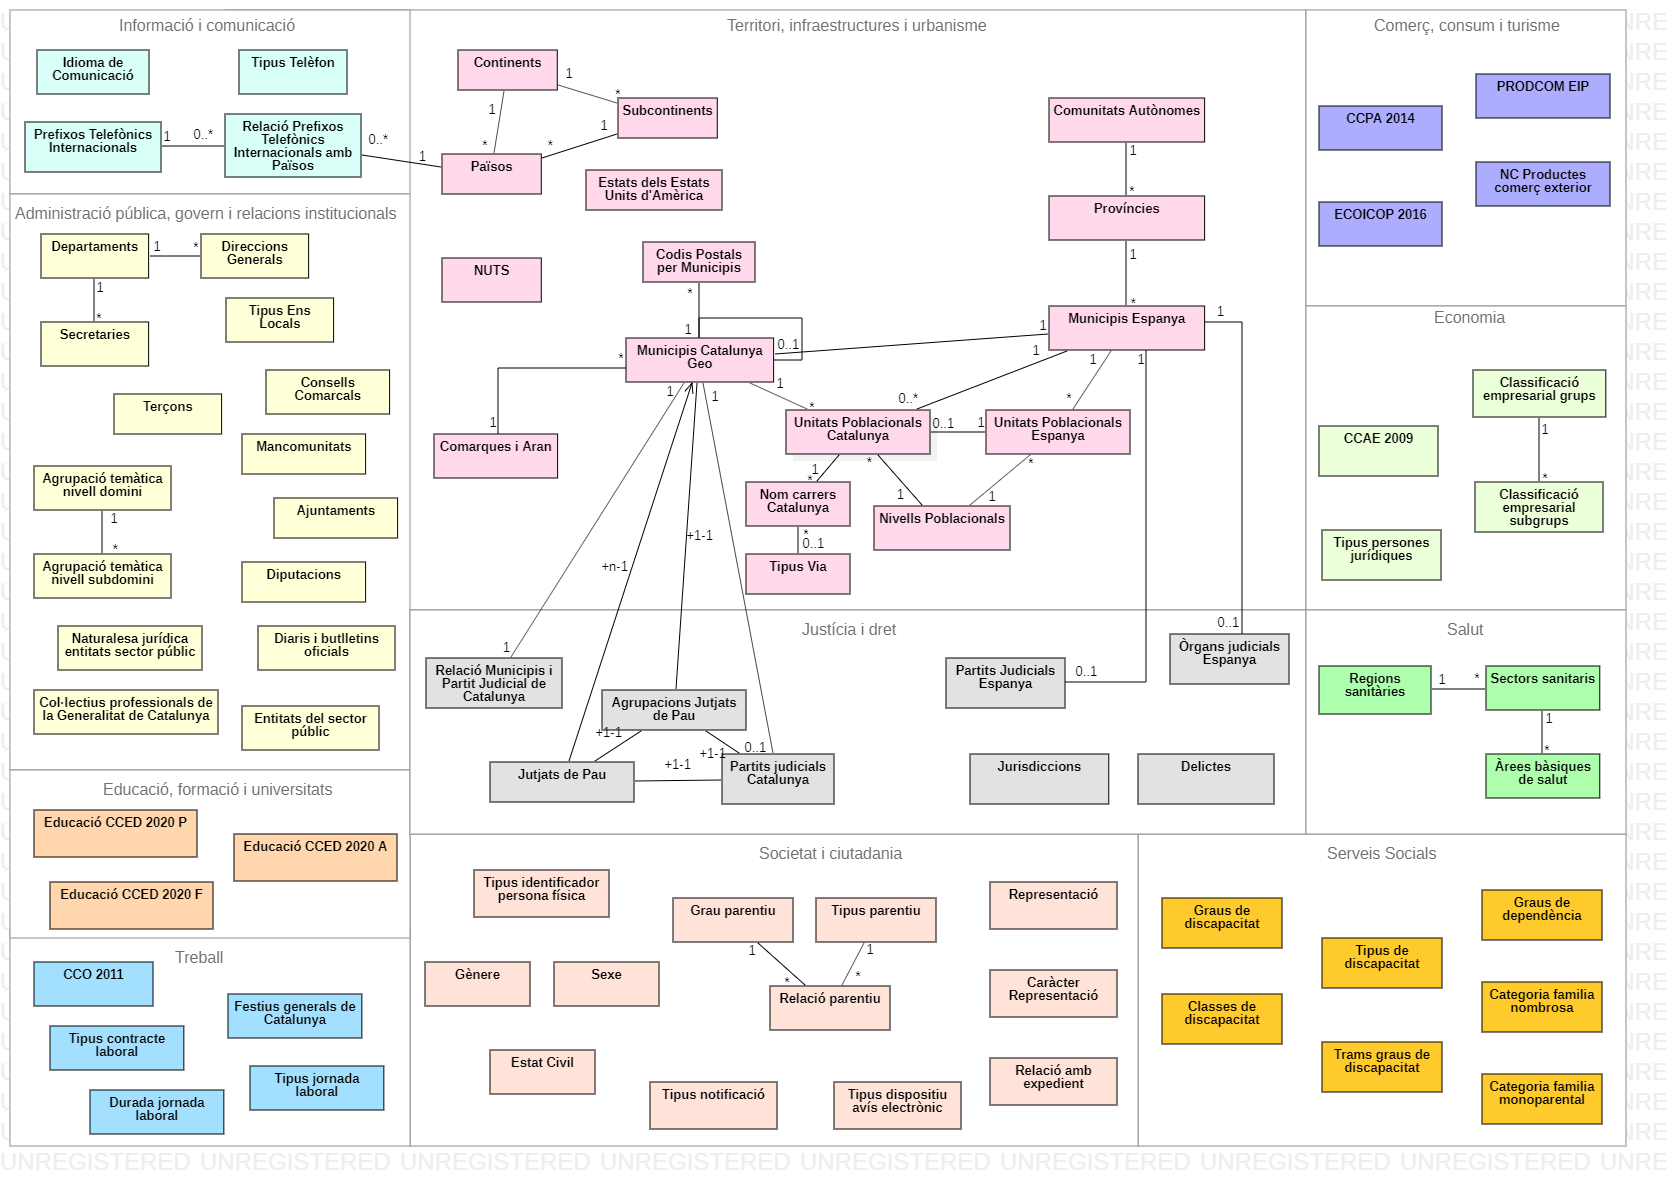 Informació i comunicació
Idioma de
Comunicació
Tipus Telèfon
Prefixos Telefònics
Internacionals
1
0..*
Relació Prefixos
Telefònics
Internacionals amb
Països
0..*
1
Administració pública, govern i relacions institucionals
Departaments
1
*
Direccions
Generals
1
*
Secretaries
Tipus Ens
Locals
Consells
Comarcals
Terçons
Mancomunitats
Agrupació temàtica
nivell domini
1
*
Agrupació temàtica
nivell subdomini
Ajuntaments
Diputacions
Naturalesa jurídica
entitats sector públic
Diaris i butlletins
oficials
Col·lectius professionals de
la Generalitat de Catalunya
Entitats del sector
públic
Educació, formació i universitats
Educació CCED 2020 P
Educació CCED 2020 A
Educació CCED 2020 F
Treball
CCO 2011
Festius generals de
Catalunya
Tipus contracte
laboral
Tipus jornada
laboral
Durada jornada
laboral
Territori, infraestructures i urbanisme
Continents
1
*
1
*
Subcontinents
1
*
Països
Estats dels Estats
Units d'Amèrica
NUTS
Comunitats Autònomes
1
*
Províncies
1
*
Municipis Espanya
1
Codis Postals
per Municipis
*
1
Municipis Catalunya
Geo
0..1
1
*
1
Comarques i Aran
1
0..*
1
*
1
1
*
Unitats Poblacionals
Catalunya
0..1
1
Unitats Poblacionals
Espanya
1
*
*
1
*
1
Nom carrers
Catalunya
Nivells Poblacionals
*
0..1
Tipus Via
1
1
+n-1
+1-1
Justícia i dret
1
Relació Municipis i
Partit Judicial de
Catalunya
Agrupacions Jutjats
de Pau
+1-1
+1-1
0..1
+1-1
Jutjats de Pau
Partits judicials
Catalunya
Partits Judicials
Espanya
0..1
0..1
Òrgans judicials
Espanya
Jurisdiccions
Delictes
Societat i ciutadania
Tipus identificador
persona física
Grau parentiu
Tipus parentiu
1
1
*
*
Relació parentiu
Representació
Gènere
Sexe
Caràcter
Representació
Estat Civil
Tipus notificació
Tipus dispositiu
avís electrònic
Relació amb
expedient
Comerç, consum i turisme
PRODCOM EIP
CCPA 2014
NC Productes
comerç exterior
ECOICOP 2016
Economia
Classificació
empresarial grups
1
*
CCAE 2009
Classificació
empresarial
subgrups
Tipus persones
jurídiques
Salut
Regions
sanitàries
1
*
Sectors sanitaris
1
*
Àrees bàsiques
de salut
Serveis Socials
Graus de
discapacitat
Graus de
dependència
Tipus de
discapacitat
Classes de
discapacitat
Categoria familia
nombrosa
Trams graus de
discapacitat
Categoria familia
monoparental
UNREGISTERED UNREGISTERED UNREGISTERED UNREGISTERED UNREGISTERED UNREGISTERED UNREGISTERED UNREGISTERED UNRE